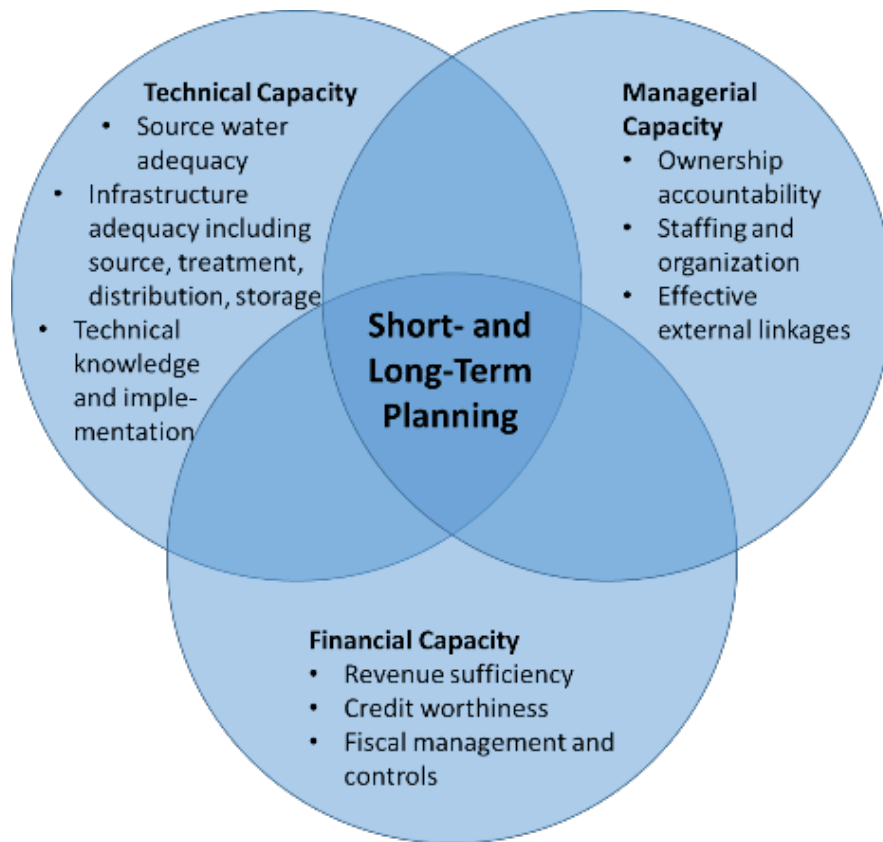 Technical Capacity
• Source water
adequacy
• Infrastructure
adequacy including
source, treatment,
distribution, storage
• Technical
knowledge
and imple-
mentation
Managerial
Capacity
• Ownership
accountability
• Staffing and
organization
• Effective
external linkages
Short- and
Long-Term
Planning
Financial Capacity
• Revenue sufficiency
• Credit worthiness
• Fiscal management and
controls